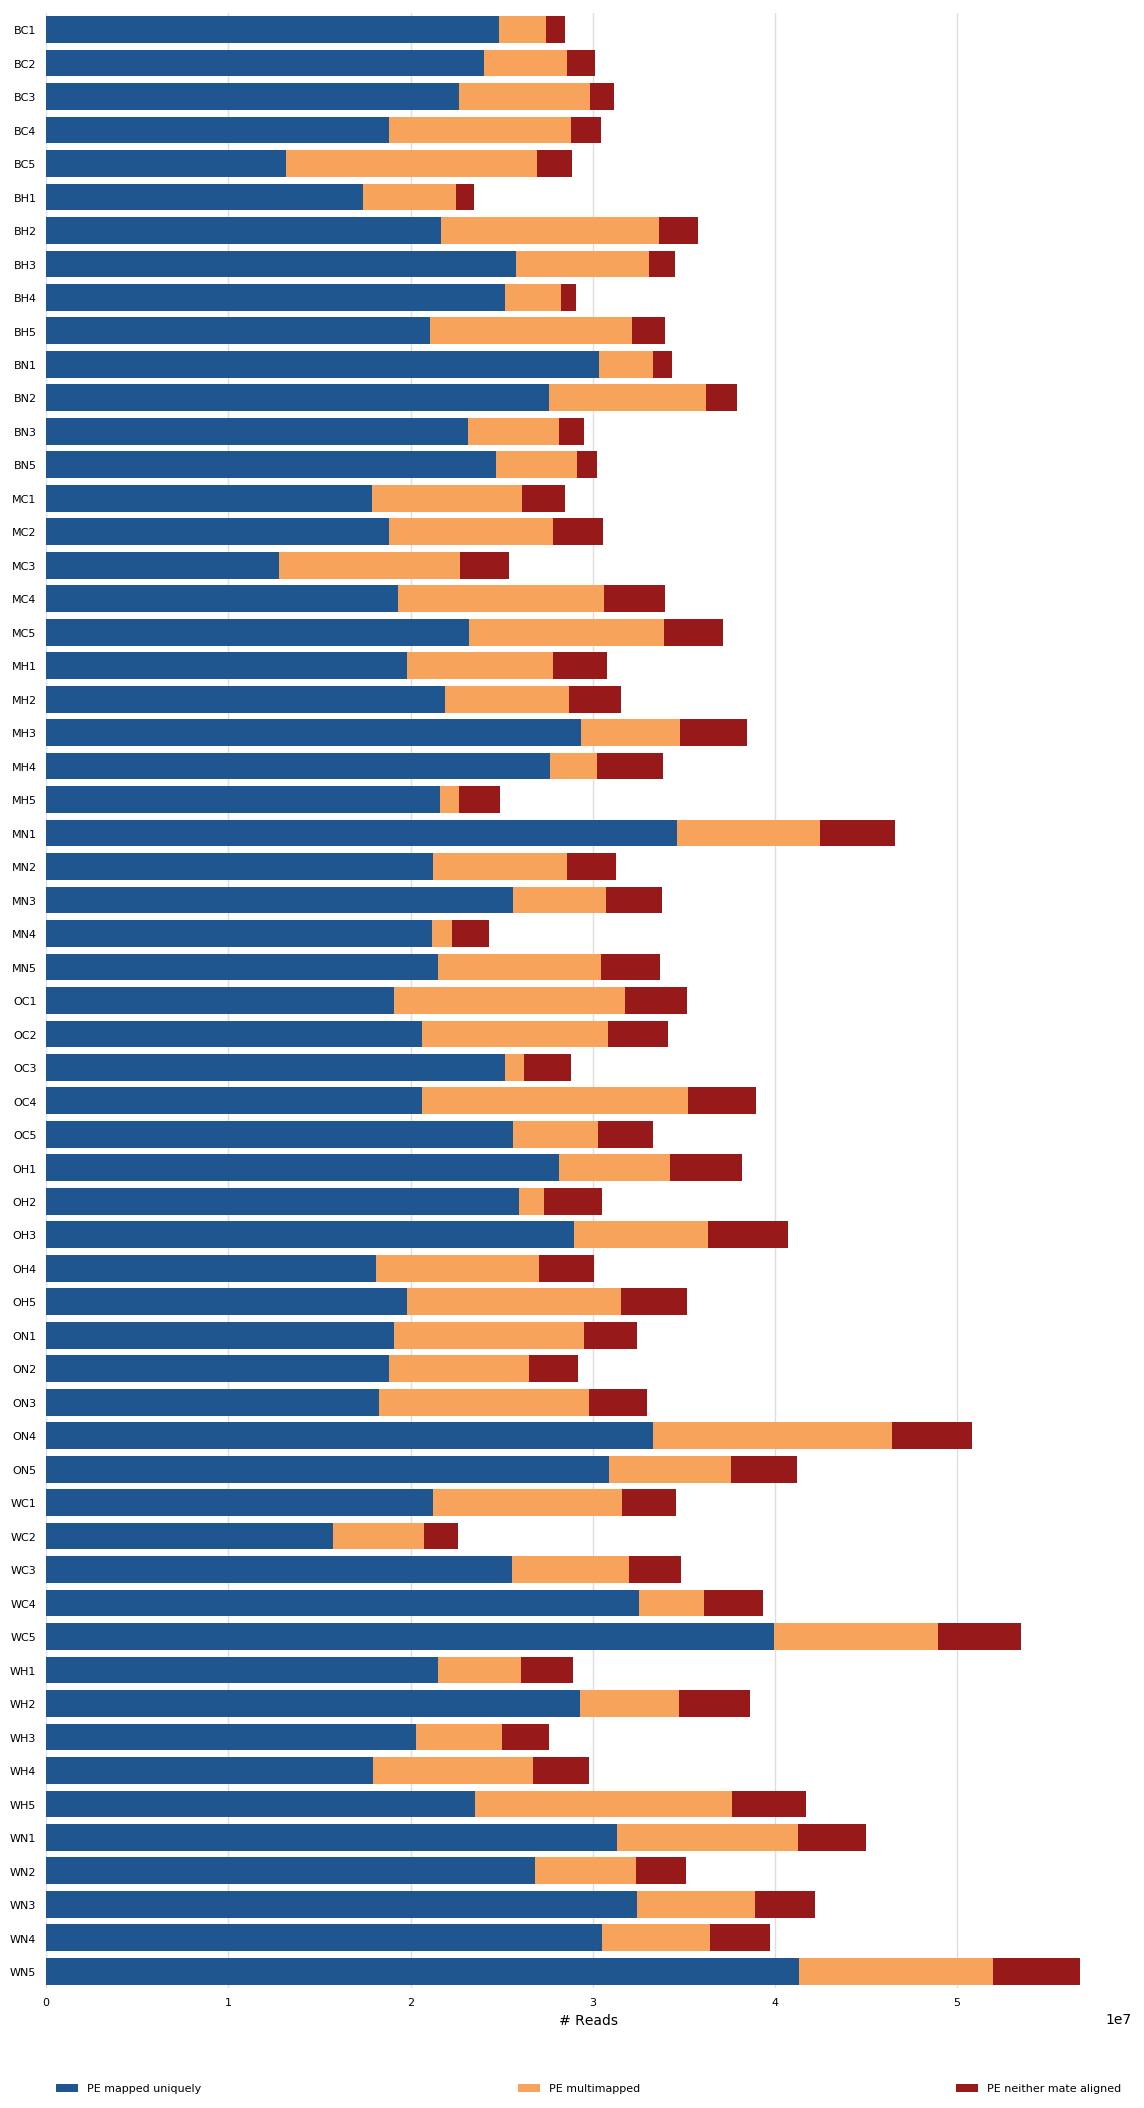 BC1
BC2
BC3
BC4
BC5
BH1
BH2
BH3
BH4
BH5
BN1
BN2
BN3
BN5
MC1
MC2
MC3
MC4
MC5
MH1
MH2
MH3
MH4
MH5
MN1
MN2
MN3
MN4
MN5
OC1
OC2
OC3
OC4
OC5
OH1
OH2
OH3
OH4
OH5
ON1
ON2
ON3
ON4
ON5
WC1
WC2
WC3
WC4
WC5
WH1
WH2
WH3
WH4
WH5
WN1
WN2
WN3
WN4
WN5
0 1 2 3 4 5
# Reads 1e7
PE mapped uniquely PE multimapped PE neither mate aligned